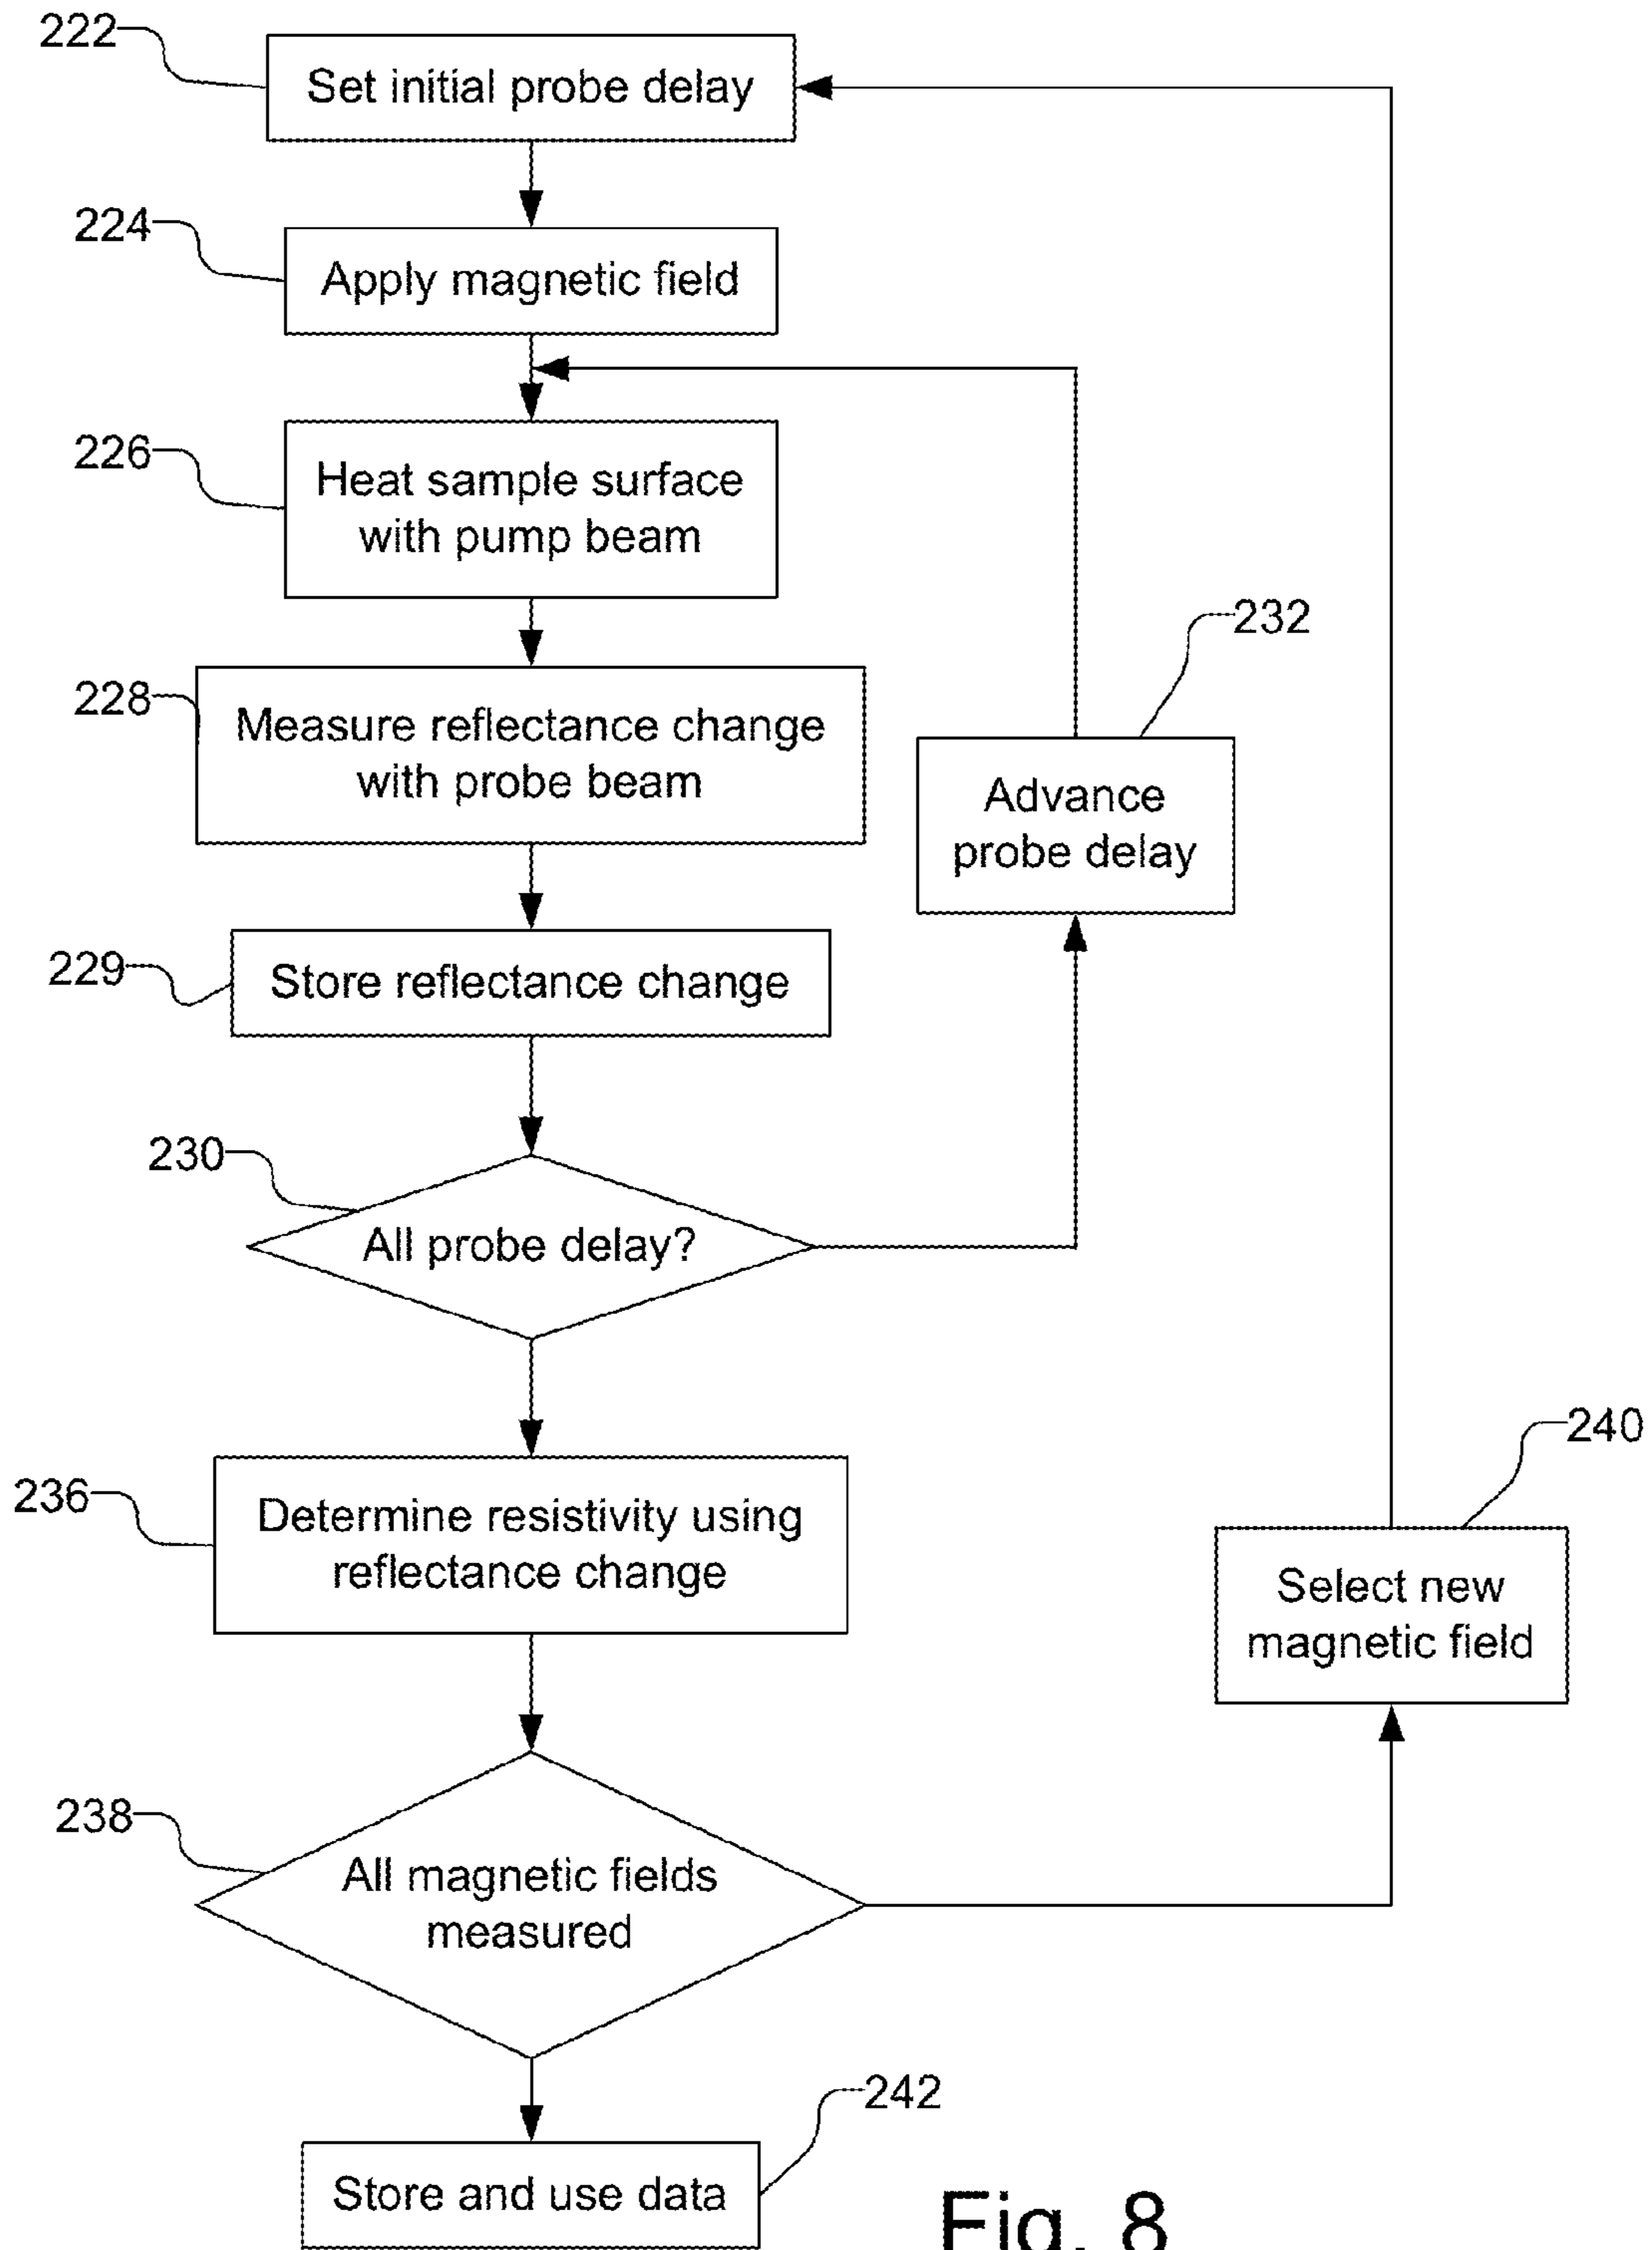 222
Set initial probe delay
224
Apply magnetic field
226
Heat sample surface
with pump beam
232
228
Measure reflectance change
with probe beam
Advance
probe delay
229
Store reflectance change
230
All probe delay?
240
236
Determine resistivity using
reflectance change
Select new
magnetic field
238
All magnetic fields
measured
242
Store and use data
Fig. 8